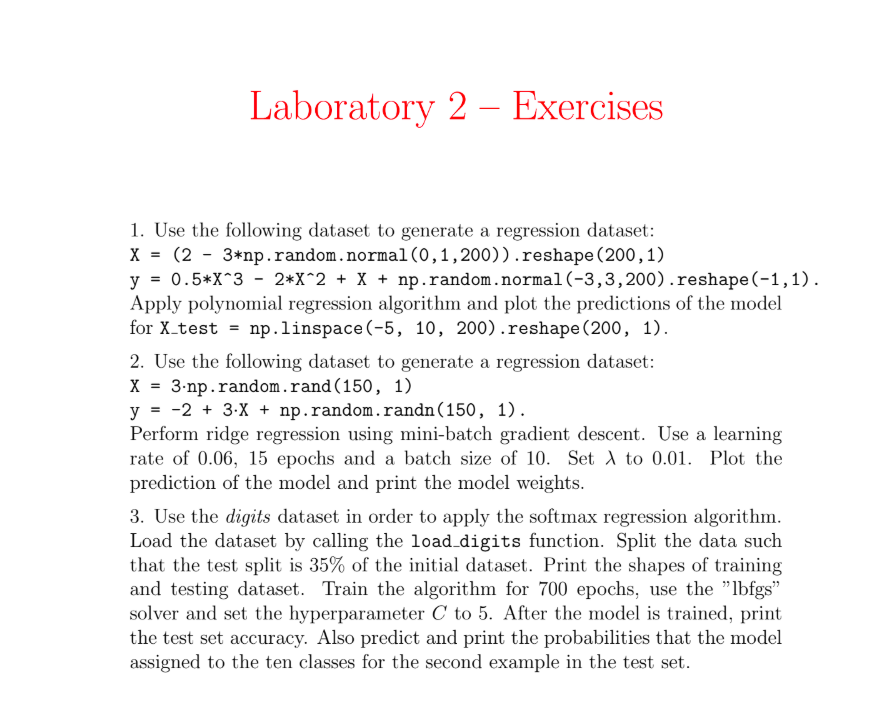 Laboratory 2 – Exercises
1. Use the following dataset to generate a regression dataset:
X = (2 - 3*np.random.normal(0,1,200)).reshape(200,1)
y = 0.5*X^3 - 2*X^2 + X + np.random.normal(-3,3,200).reshape(-1,1).
Apply polynomial regression algorithm and plot the predictions of the model
for X_test = np.linspace(-5, 10, 200).reshape(200, 1).
2. Use the following dataset to generate a regression dataset:
X = 3·np.random.rand(150, 1)
y = -2 + 3·X + np.random.randn(150, 1).
Perform ridge regression using mini-batch gradient descent. Use a learning
rate of 0.06, 15 epochs and a batch size of 10. Set λ to 0.01. Plot the
prediction of the model and print the model weights.
3. Use the digits dataset in order to apply the softmax regression algorithm.
Load the dataset by calling the load_digits function. Split the data such
that the test split is 35% of the initial dataset. Print the shapes of training
and testing dataset. Train the algorithm for 700 epochs, use the ”lbfgs”
solver and set the hyperparameter C to 5. After the model is trained, print
the test set accuracy. Also predict and print the probabilities that the model
assigned to the ten classes for the second example in the test set.